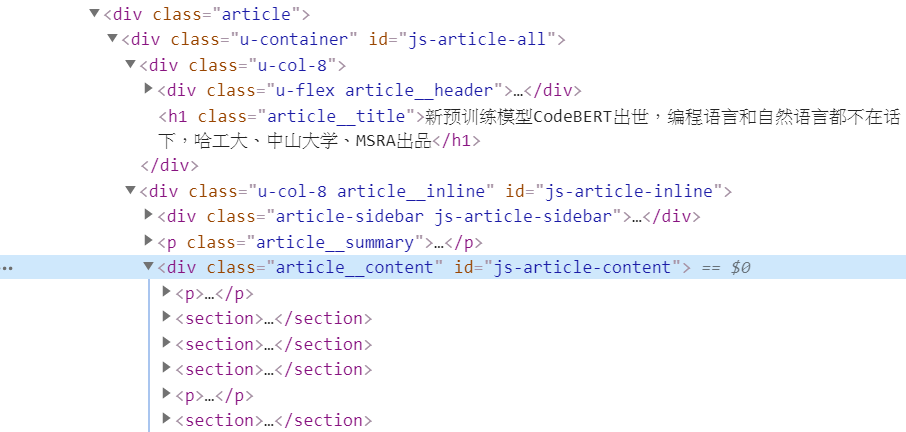 ▼<div class="article">
▼<div class="u-container" id="js-article-all">
▼<div class="u-col-8">
▶<div class="u-flex article__header">…</div>
<h1 class="article__title">新预训练模型CodeBERT出世，编程语言和自然语言都不在话
下，哈工大、中山大学、MSRA出品</h1>
</div>
▼<div class="u-col-8 article__inline" id="js-article-inline">
▶<div class="article-sidebar js-article-sidebar">…</div>
▶<p class="article__summary">…</p>
… ▼<div class="article__content" id="js-article-content"> == $0
▶<p>…</p>
▶<section>…</section>
▶<section>…</section>
▶<section>…</section>
▶<p>…</p>
▶<section>…</section>